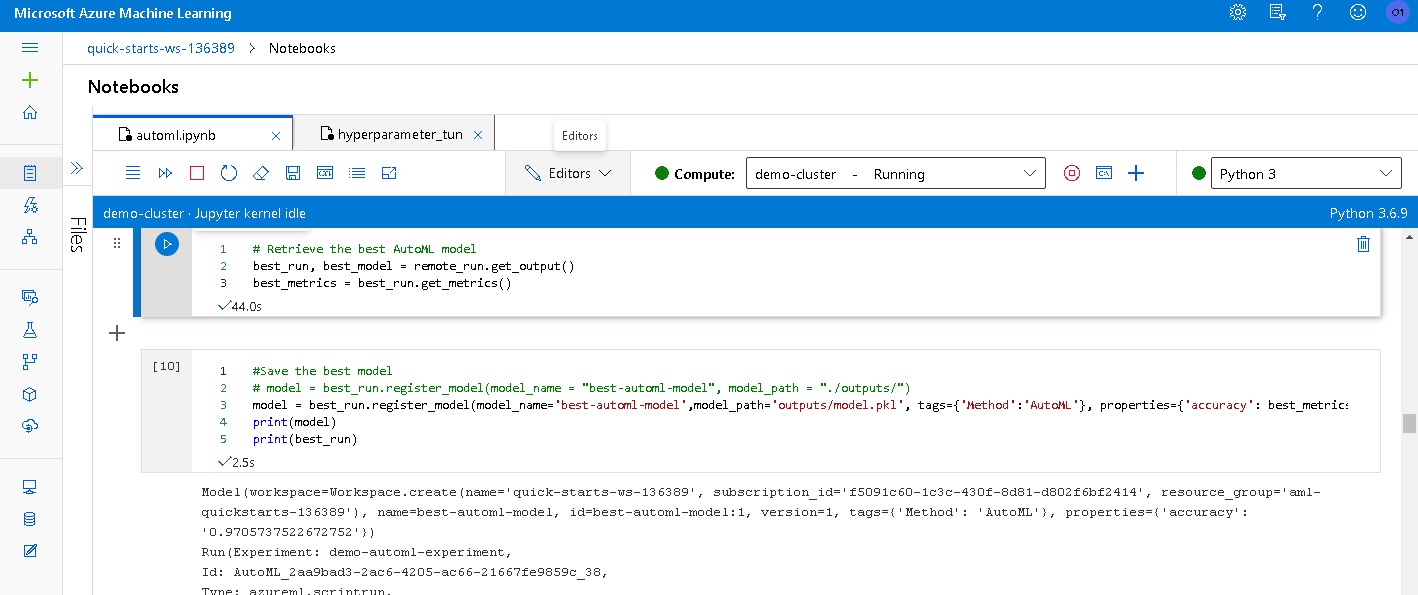 Microsoft Azure Machine Learning
01
quick-starts-ws-136389 > Notebooks
Notebooks
automl.ipynb
hyperparameter_tun
Editors
Editors
Compute:
demo-cluster - Running
Python 3
demo-cluster · Jupyter kernel idle
Python 3.6.9
Files
1 # Retrieve the best AutoML model
2 best_run, best_model = remote_run.get_output()
3 best_metrics = best_run.get_metrics()
44.0s
[10]
1 #Save the best model
2 # model = best_run.register_model(model_name = "best-automl-model", model_path = "./outputs/")
3 model = best_run.register_model(model_name='best-automl-model',model_path='outputs/model.pkl', tags={'Method':'AutoML'}, properties={'accuracy': best_metrics
4 print(model)
5 print(best_run)
2.5s
Model(workspace=Workspace.create(name='quick-starts-ws-136389', subscription_id='f5091c60-1c3c-430f-8d81-d802f6bf2414', resource_group='aml-
quickstarts-136389'), name=best-automl-model, id=best-automl-model:1, version=1, tags={'Method': 'AutoML'}, properties={'accuracy':
'0.9705737522672752'})
Run(Experiment: demo-automl-experiment,
Id: AutoML_2aa9bad3-2ac6-4205-ac66-21667fe9859c_38,
Type: azureml.scriptrun,